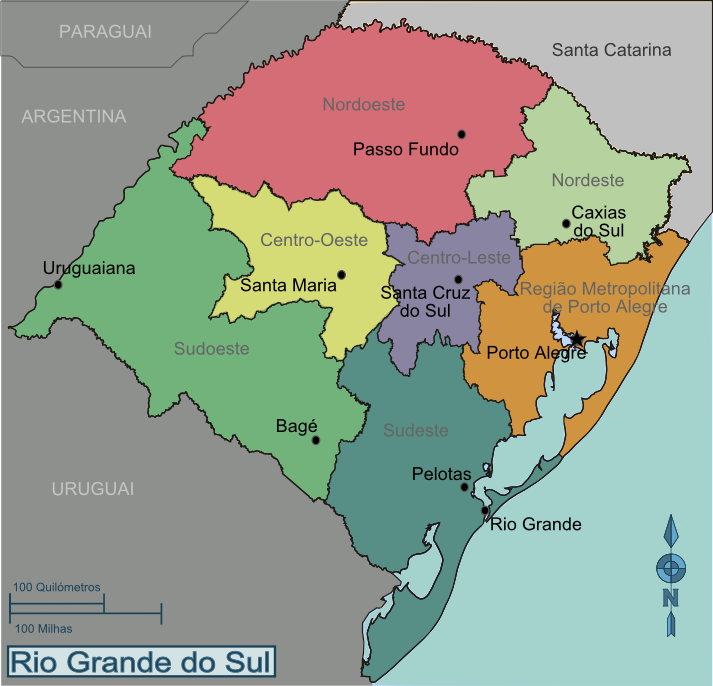 PARAGUAI
Santa Catarina
ARGENTINA
Nordoeste
Passo Fundo
Nordeste
Caxias
do Sul
Centro-Oeste
Centro-Leste
Uruguaiana
Santa Maria
Santa Cruz
do Sul
Região Metropolitana
de Porto Alegre
Sudoeste
Porto Alegre
Bagé
Sudeste
Pelotas
URUGUAI
Rio Grande
100 Quilómetros
100 Milhas
N
Rio Grande do Sul